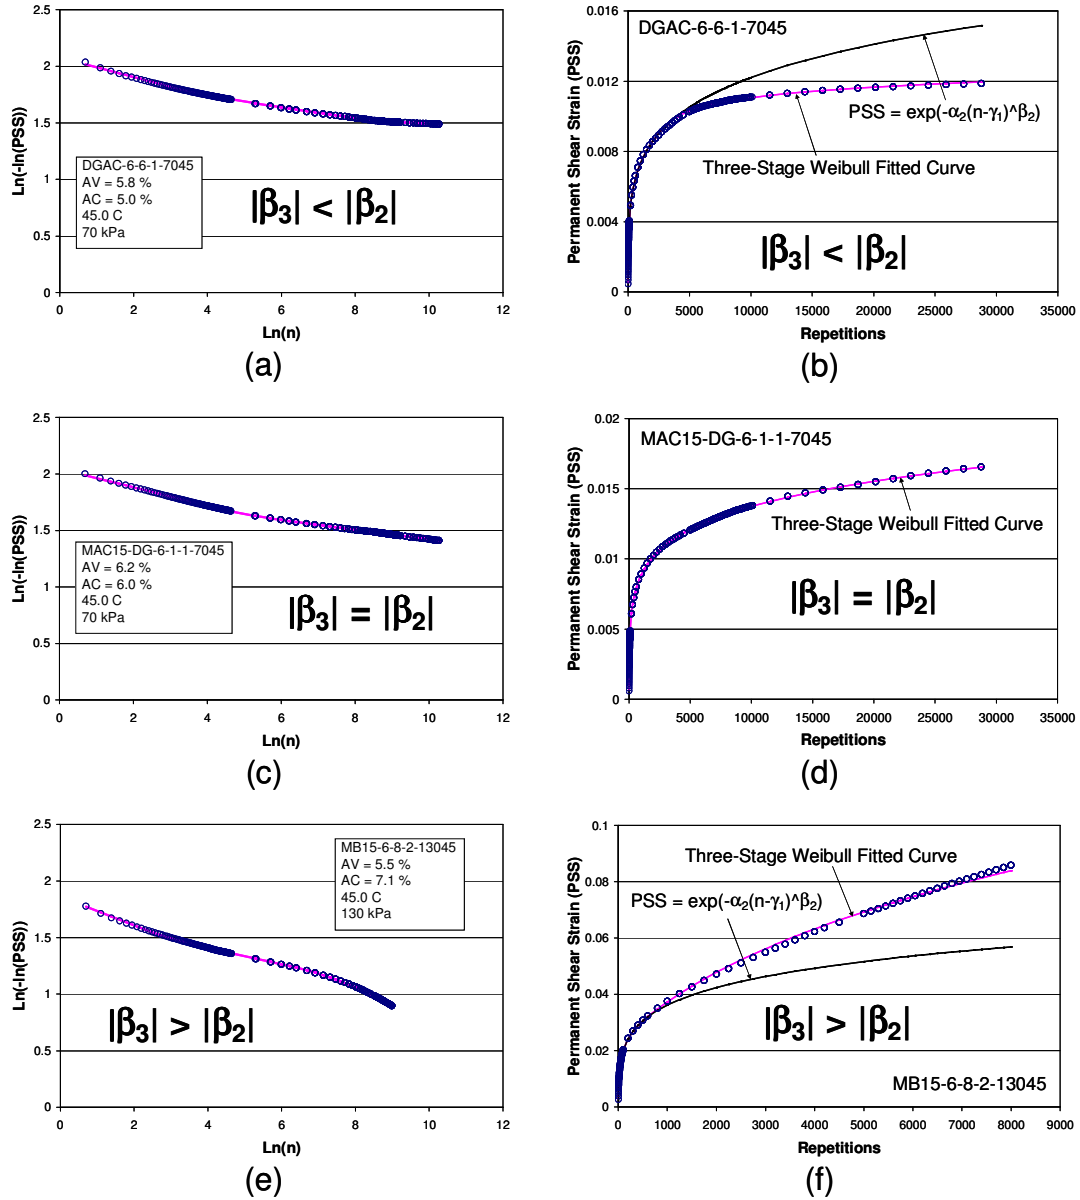 2.5
2
1.5
1
0.5
0
Ln(-ln(PSS))
DGAC-6-6-1-7045
AV = 5.8 %
AC = 5.0 %
45.0 C
70 kPa
|β3| < |β2|
0 2 4 6 8 10 12
Ln(n)
(a)
0.016
0.012
0.008
0.004
0
Permanent Shear Strain (PSS)
DGAC-6-6-1-7045
PSS = exp(-α2(n-γ1)^β2)
Three-Stage Weibull Fitted Curve
|β3| < |β2|
0 5000 10000 15000 20000 25000 30000 35000
Repetitions
(b)
2.5
2
1.5
1
0.5
0
Ln(-ln(PSS))
MAC15-DG-6-1-1-7045
AV = 6.2 %
AC = 6.0 %
45.0 C
70 kPa
|β3| = |β2|
0 2 4 6 8 10 12
Ln(n)
(c)
0.02
0.015
0.01
0.005
0
Permanent Shear Strain (PSS)
MAC15-DG-6-1-1-7045
Three-Stage Weibull Fitted Curve
|β3| = |β2|
0 5000 10000 15000 20000 25000 30000 35000
Repetitions
(d)
2.5
2
1.5
1
0.5
0
Ln(-ln(PSS))
MB15-6-8-2-13045
AV = 5.5 %
AC = 7.1 %
45.0 C
130 kPa
|β3| > |β2|
0 2 4 6 8 10 12
Ln(n)
(e)
0.1
0.08
0.06
0.04
0.02
0
Permanent Shear Strain (PSS)
Three-Stage Weibull Fitted Curve
PSS = exp(-α2(n-γ1)^β2)
|β3| > |β2|
MB15-6-8-2-13045
0 1000 2000 3000 4000 5000 6000 7000 8000 9000
Repetitions
(f)